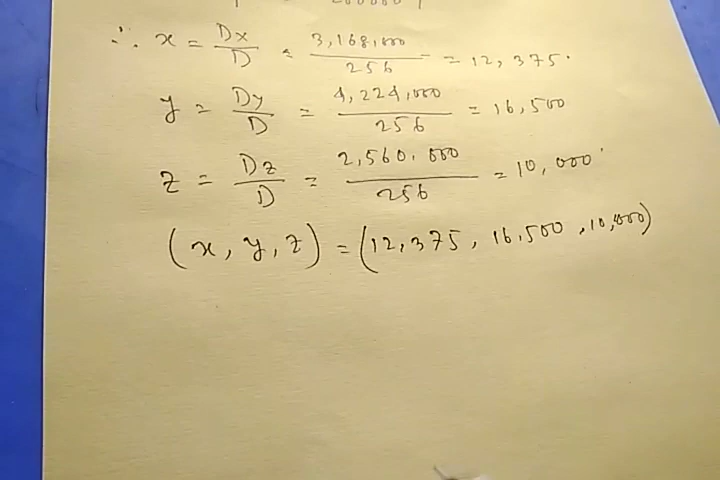 ∴ x = Dx/D = 3,168,000/256 = 12,375.
y = Dy/D = 4,224,000/256 = 16,500
z = Dz/D = 2,560,000/256 = 10,000
(x, y, z) = (12,375, 16,500, 10,000)